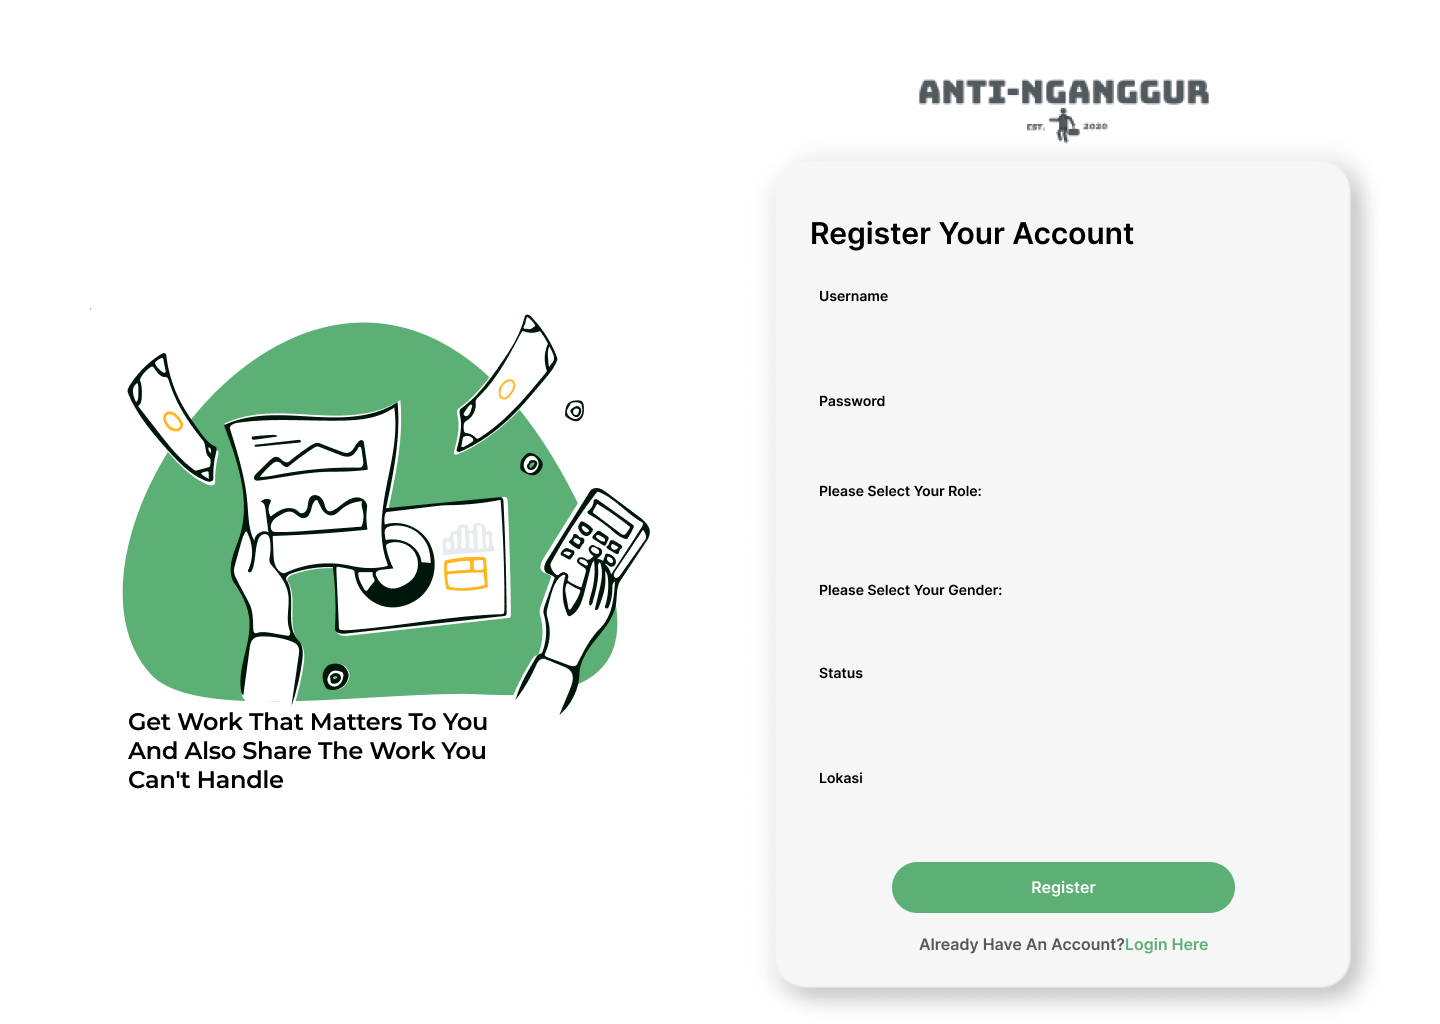 ANTI-NGANGGUR
EST. 2020
Register Your Account
Username
Password
Please Select Your Role:
Please Select Your Gender:
Status
Lokasi
Register
Already Have An Account?Login Here
Get Work That Matters To You
And Also Share The Work You
Can't Handle